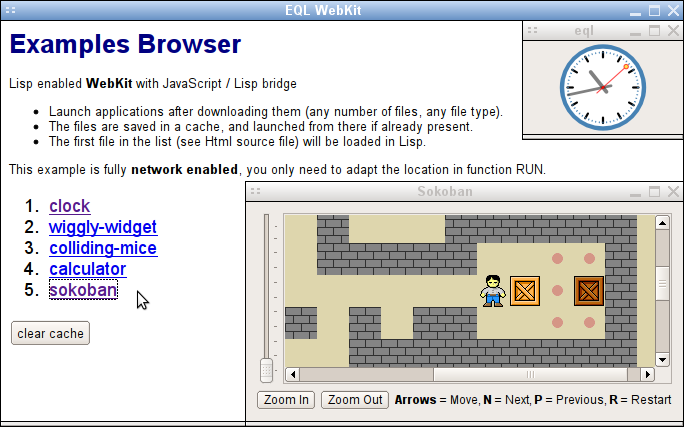 EQL WebKit
Examples Browser
eql
Lisp enabled WebKit with JavaScript / Lisp bridge
Launch applications after downloading them (any number of files, any file type).
The files are saved in a cache, and launched from there if already present.
The first file in the list (see Html source file) will be loaded in Lisp.
This example is fully network enabled, you only need to adapt the location in function RUN.
Sokoban
1. clock
2. wiggly-widget
3. colliding-mice
4. calculator
5. sokoban
clear cache
Zoom In Zoom Out Arrows = Move, N = Next, P = Previous, R = Restart